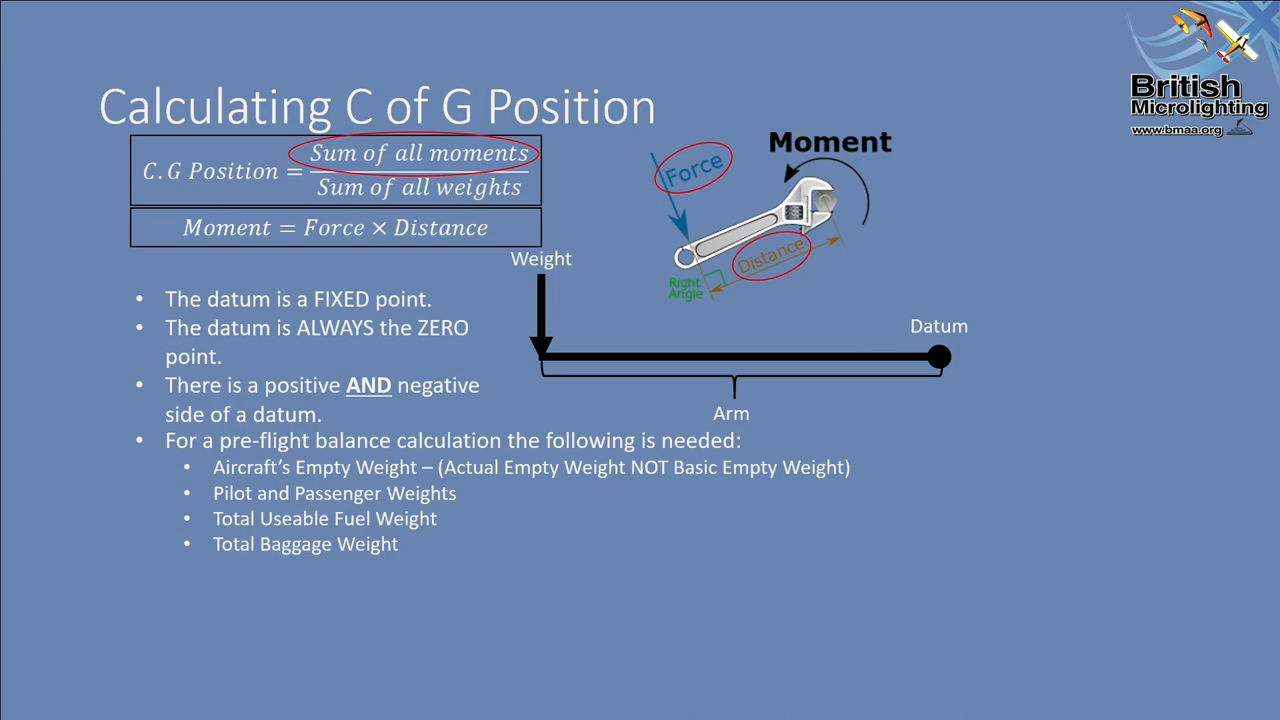 British
Microlighting
www.bmaa.org
Calculating C of G Position
C.G Position = Sum of all moments / Sum of all weights
Moment = Force × Distance
Moment
Force
Distance
Right
Angle
Weight
Datum
Arm
• The datum is a FIXED point.
• The datum is ALWAYS the ZERO
point.
• There is a positive AND negative
side of a datum.
• For a pre-flight balance calculation the following is needed:
• Aircraft's Empty Weight – (Actual Empty Weight NOT Basic Empty Weight)
• Pilot and Passenger Weights
• Total Useable Fuel Weight
• Total Baggage Weight